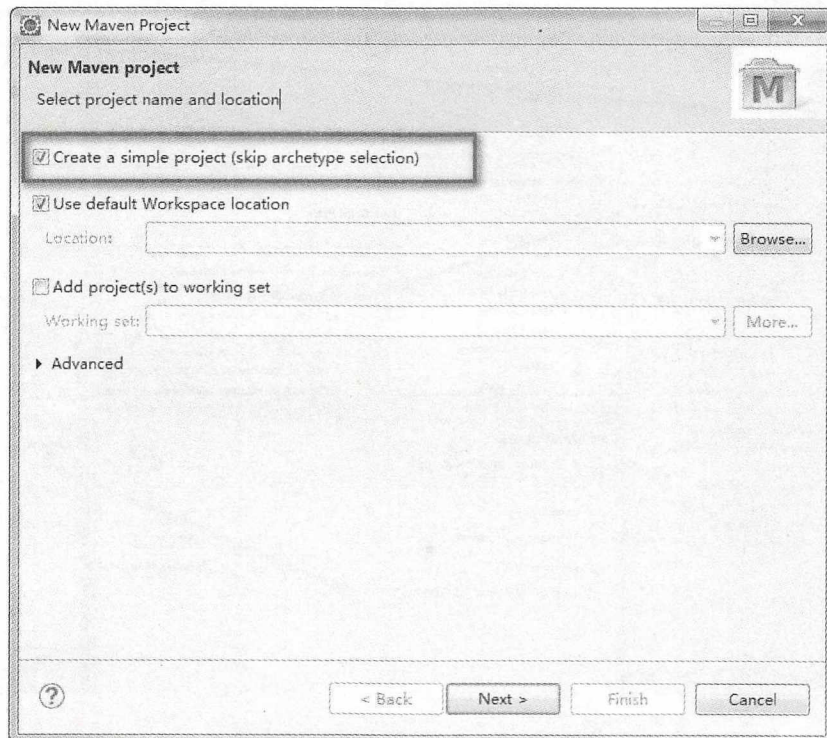 New Maven Project
New Maven project
Select project name and location
M
Create a simple project (skip archetype selection)
Use default Workspace location
Location:
Browse...
Add project(s) to working set
Working set:
More...
Advanced
?
< Back
Next >
Finish
Cancel